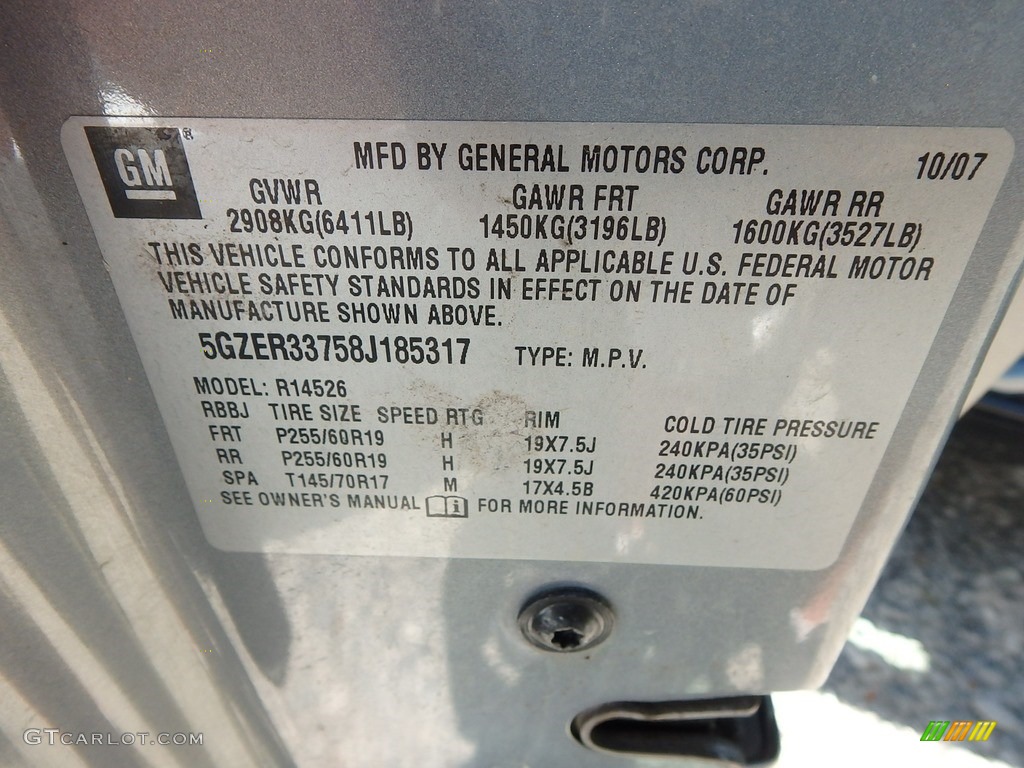 GM ®
MFD BY GENERAL MOTORS CORP. 10/07
GVWR GAWR FRT GAWR RR
2908KG(6411LB) 1450KG(3196LB) 1600KG(3527LB)
THIS VEHICLE CONFORMS TO ALL APPLICABLE U.S. FEDERAL MOTOR
VEHICLE SAFETY STANDARDS IN EFFECT ON THE DATE OF
MANUFACTURE SHOWN ABOVE.
5GZER33758J185317 TYPE: M.P.V.
MODEL: R14526
RBBJ TIRE SIZE SPEED RTG RIM COLD TIRE PRESSURE
FRT P255/60R19 H 19X7.5J 240KPA(35PSI)
RR P255/60R19 H 19X7.5J 240KPA(35PSI)
SPA T145/70R17 M 17X4.5B 420KPA(60PSI)
SEE OWNER'S MANUAL FOR MORE INFORMATION.
GTCARLOT.COM